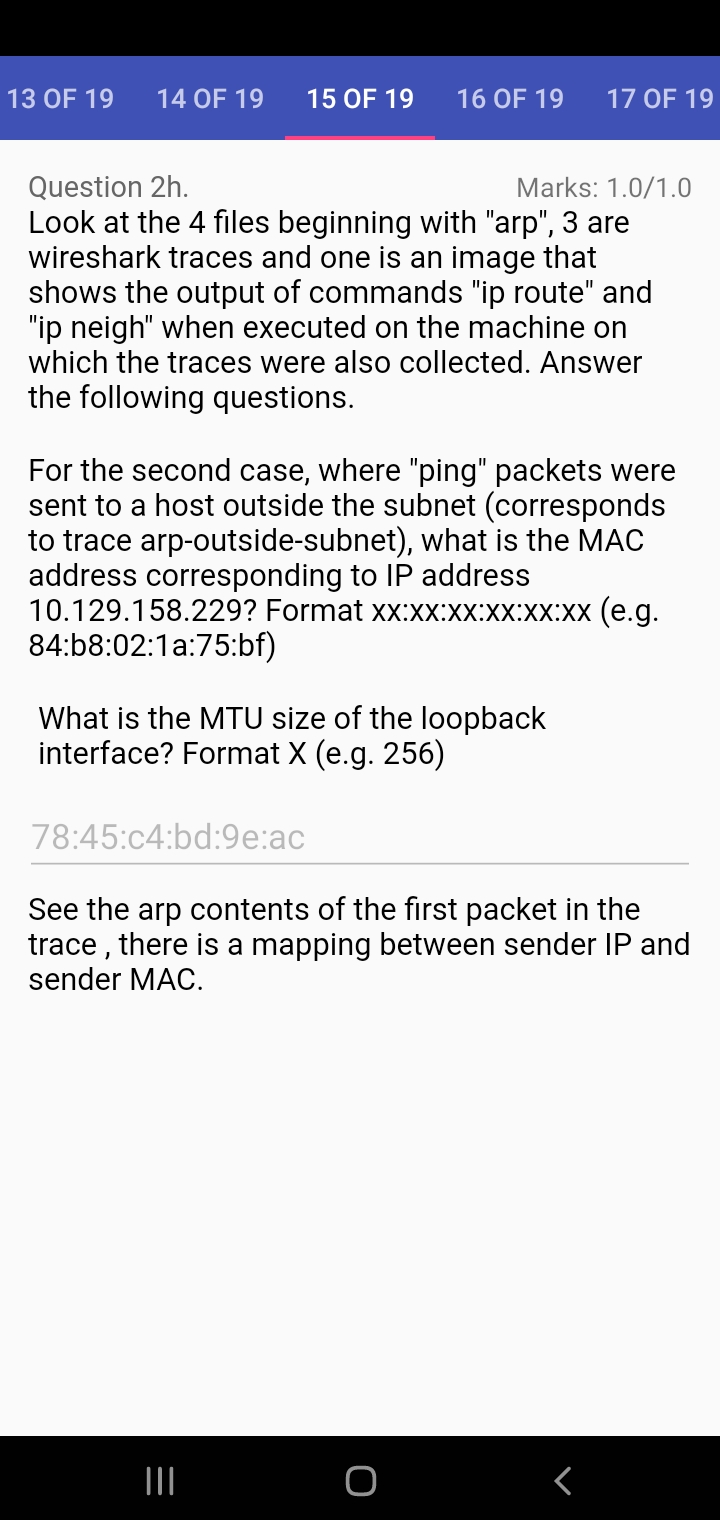 13 OF 19 14 OF 19 15 OF 19 16 OF 19 17 OF 19
Question 2h. Marks: 1.0/1.0
Look at the 4 files beginning with "arp", 3 are
wireshark traces and one is an image that
shows the output of commands "ip route" and
"ip neigh" when executed on the machine on
which the traces were also collected. Answer
the following questions.
For the second case, where "ping" packets were
sent to a host outside the subnet (corresponds
to trace arp-outside-subnet), what is the MAC
address corresponding to IP address
10.129.158.229? Format xx:xx:xx:xx:xx:xx (e.g.
84:b8:02:1a:75:bf)
What is the MTU size of the loopback
interface? Format X (e.g. 256)
78:45:c4:bd:9e:ac
See the arp contents of the first packet in the
trace , there is a mapping between sender IP and
sender MAC.